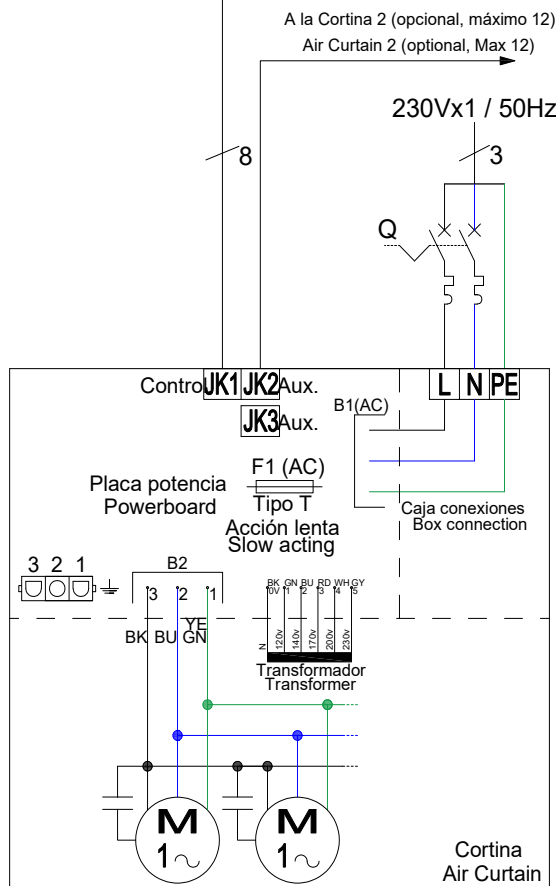 A la Cortina 2 (opcional, máximo 12)
Air Curtain 2 (optional, Max 12)
230Vx1 / 50Hz
8
3
Q
Control JK1 JK2 Aux.
L N PE
JK3 Aux.
B1(AC)
F1 (AC)
Tipo T
Acción lenta
Slow acting
Placa potencia
Powerboard
Caja conexiones
Box connection
3 2 1
B2
3 2 1
BK BU YE
GN
BK GN BU RD WH GY
0V 1 2 3 4 5
N 120v 140v 170v 200v 230v
Transformador
Transformer
M
1~
M
1~
Cortina
Air Curtain